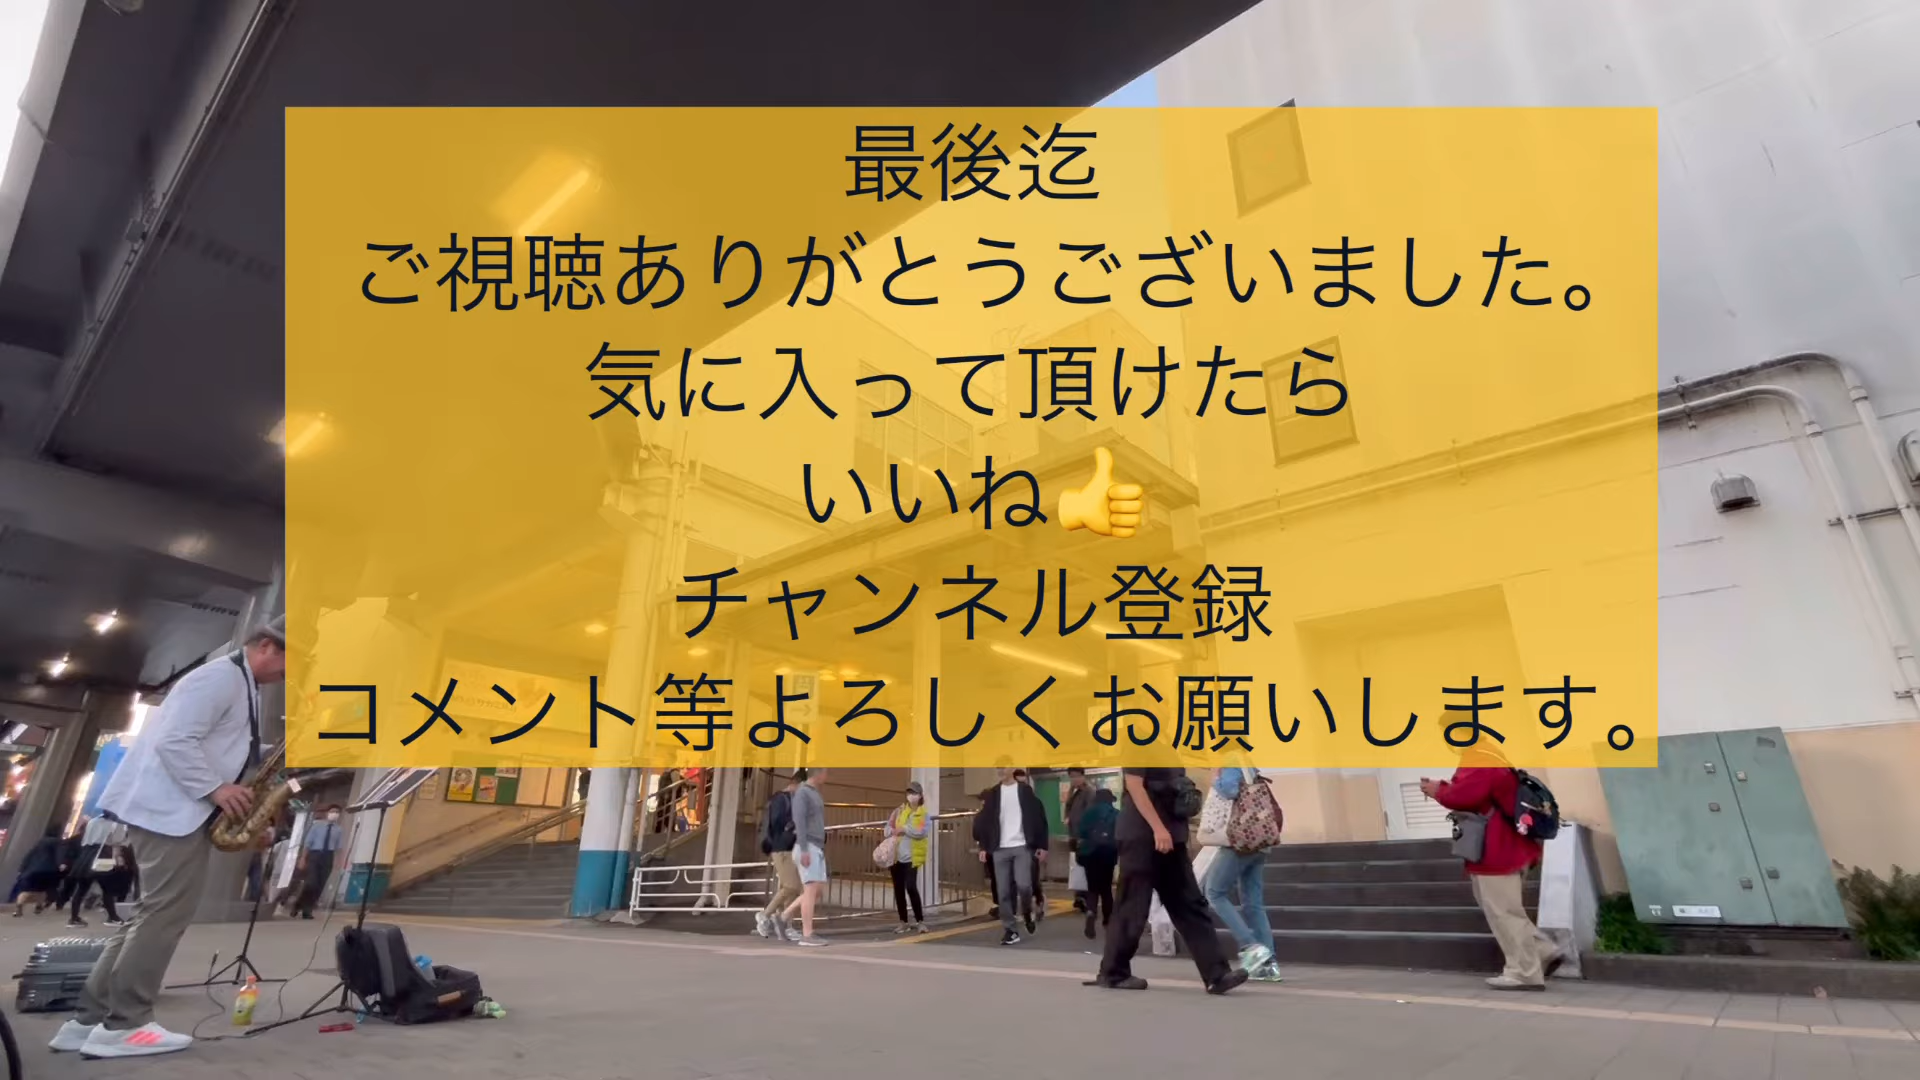 最後迄
ご視聴ありがとうございました。
気に入って頂けたら
いいね👍
チャンネル登録
コメント等よろしくお願いします。